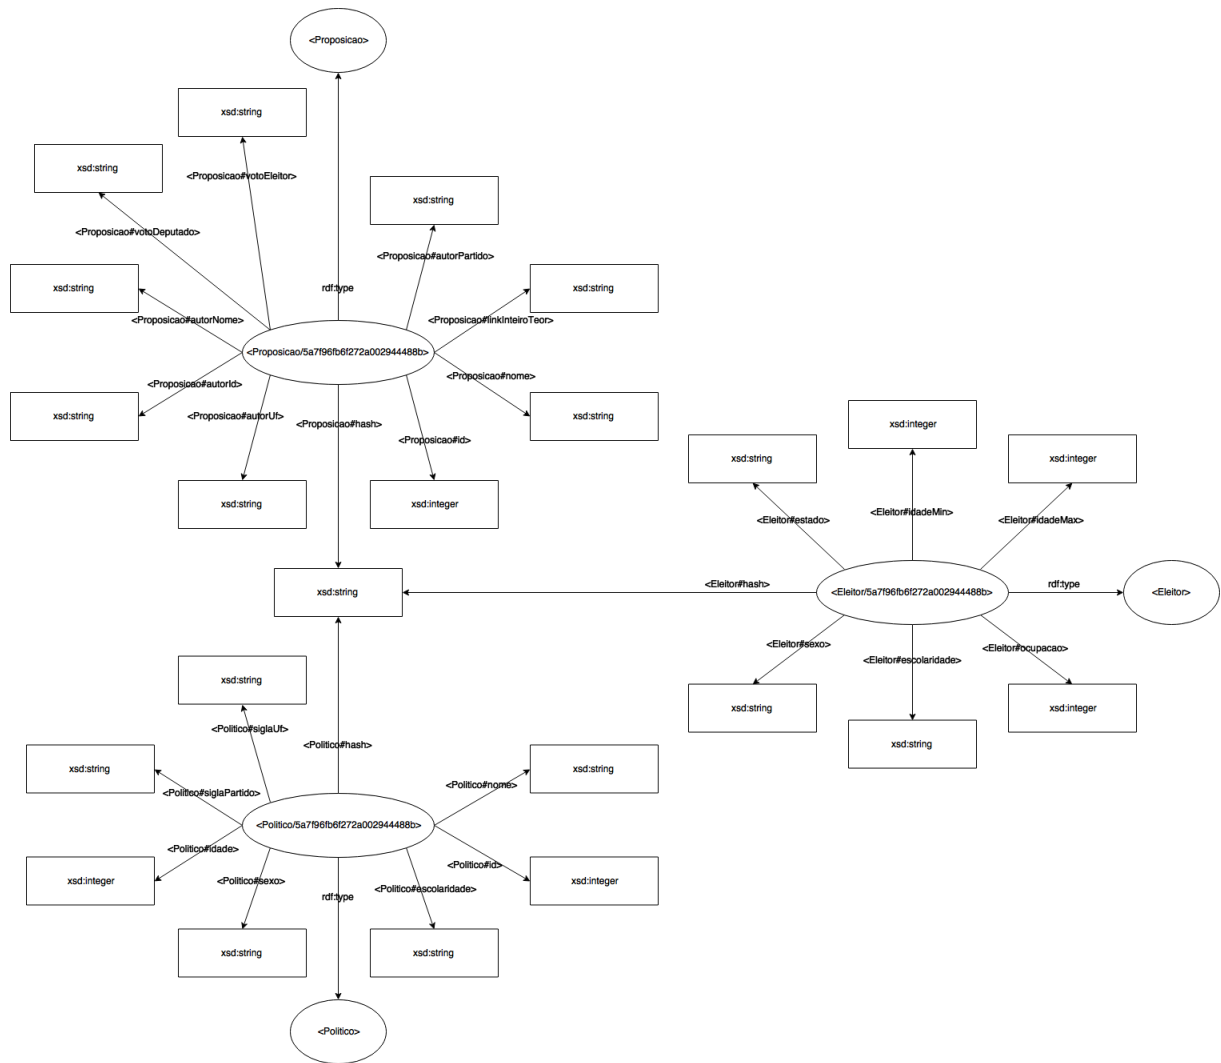 <Proposicao>
xsd:string
<Proposicao#votoEleitor>
xsd:string
<Proposicao#votoDeputado>
xsd:string
<Proposicao#autorPartido>
xsd:string
<Proposicao#autorNome>
rdf:type
xsd:string
<Proposicao#linkInteiroTeor>
<Proposicao/5a7f96fb6f272a002944488b>
xsd:string
<Proposicao#autorId>
<Proposicao#autorUf>
<Proposicao#hash>
<Proposicao#id>
<Proposicao#nome>
xsd:string
xsd:string
xsd:integer
xsd:string
<Eleitor#estado>
xsd:integer
<Eleitor#idadeMin>
xsd:integer
<Eleitor#idadeMax>
xsd:string
<Eleitor#hash>
<Eleitor/5a7f96fb6f272a002944488b>
rdf:type
<Eleitor>
<Eleitor#sexo>
<Eleitor#escolaridade>
<Eleitor#ocupacao>
xsd:string
xsd:string
xsd:integer
xsd:string
<Politico#siglaUf>
<Politico#hash>
xsd:string
<Politico#siglaPartido>
<Politico#nome>
xsd:string
<Politico/5a7f96fb6f272a002944488b>
xsd:integer
<Politico#idade>
<Politico#sexo>
rdf:type
<Politico#escolaridade>
<Politico#id>
xsd:integer
xsd:string
xsd:string
<Politico>